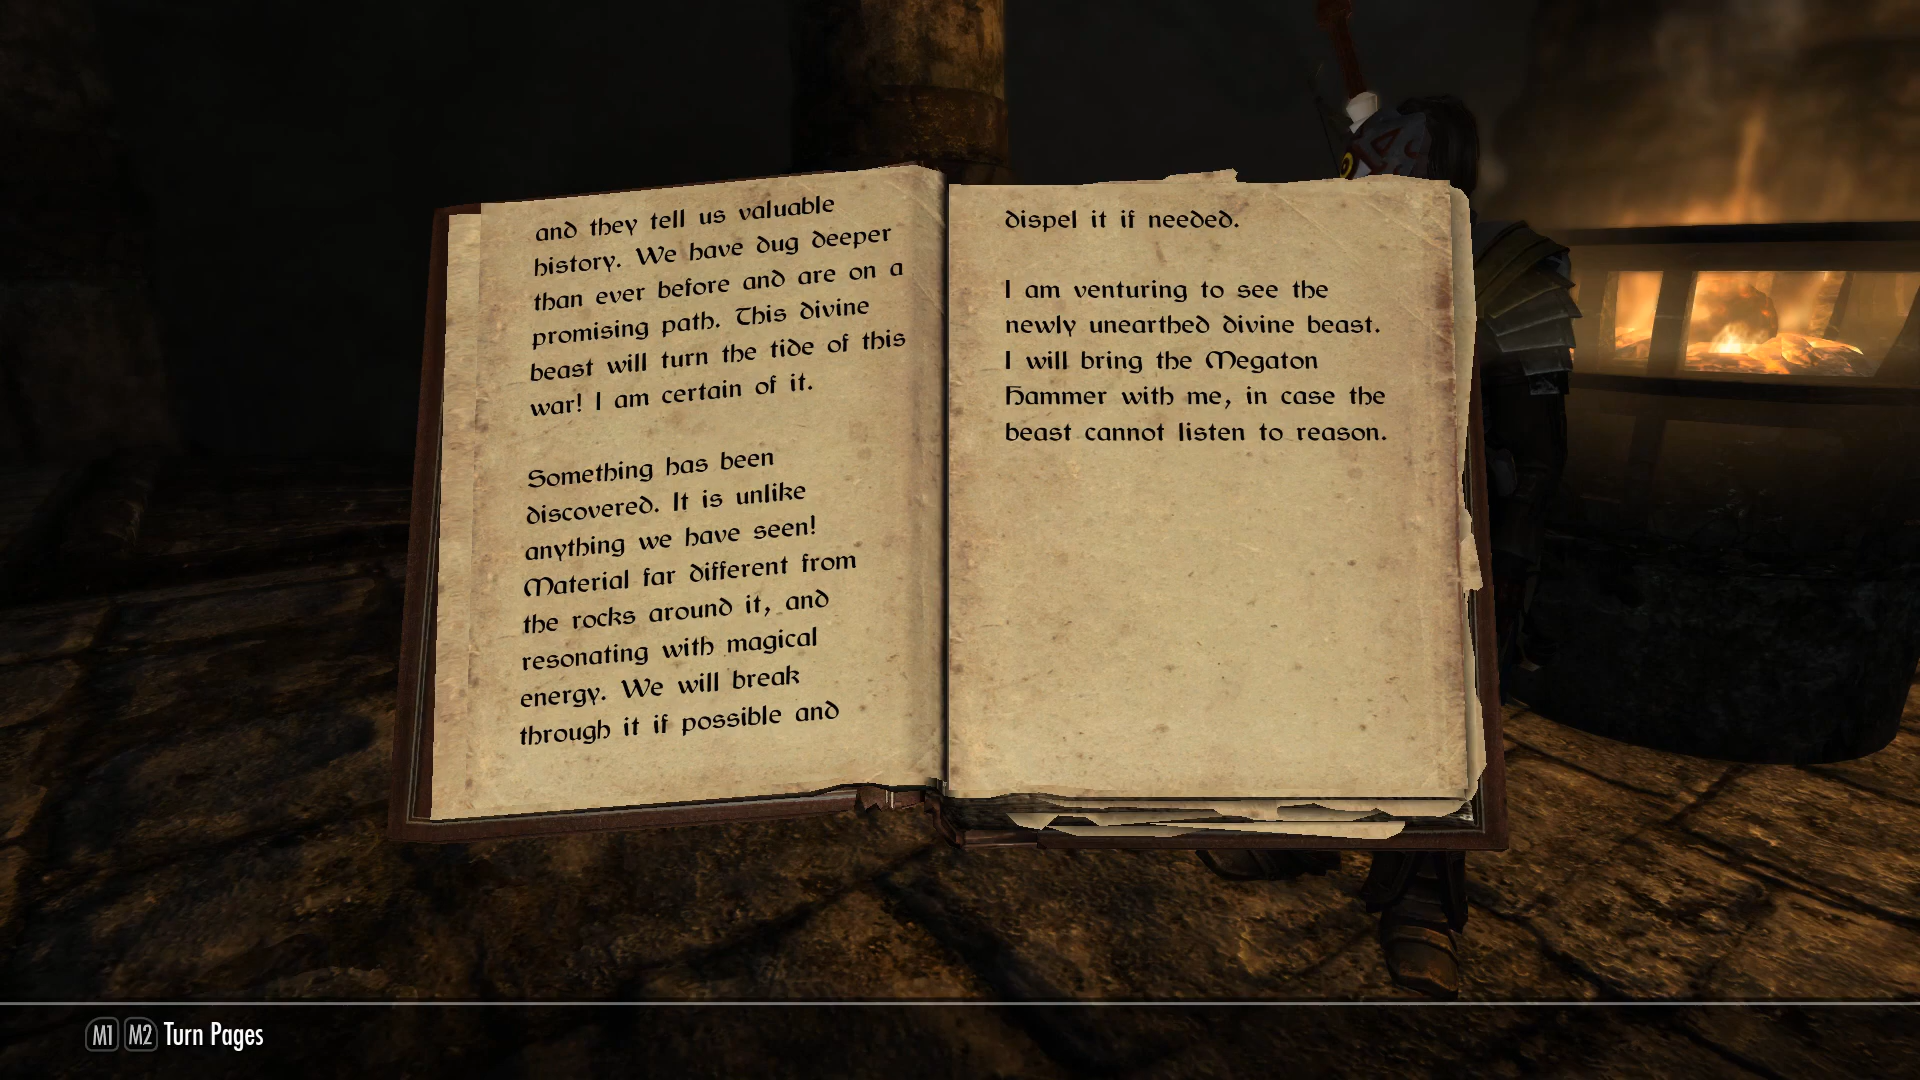 and they tell us valuable
history. We have dug deeper
than ever before and are on a
promising path. This divine
beast will turn the tide of this
war! I am certain of it.
Something has been
discovered. It is unlike
anything we have seen!
Material far different from
the rocks around it, and
resonating with magical
energy. We will break
through it if possible and
dispel it if needed.
I am venturing to see the
newly unearthed divine beast.
I will bring the Megaton
Hammer with me, in case the
beast cannot listen to reason.
M1 M2 Turn Pages